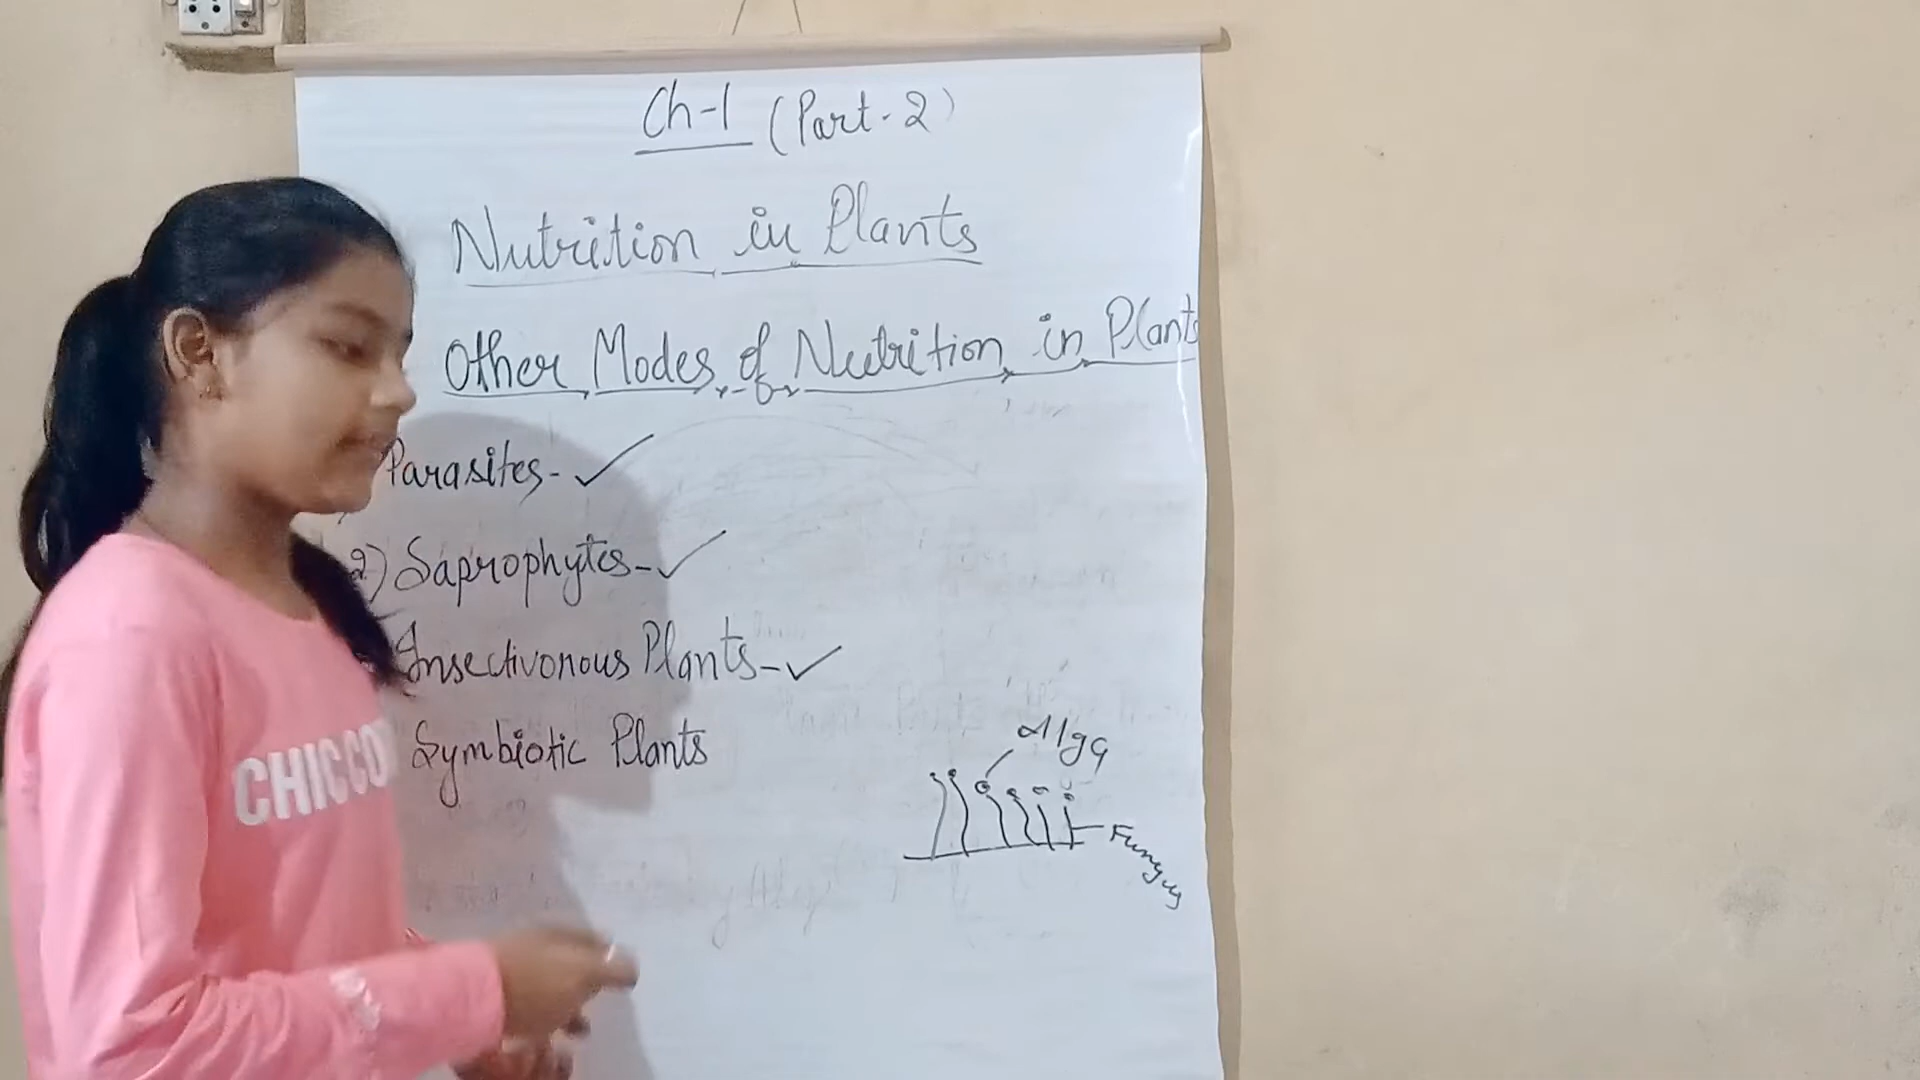 Ch-1 (Part-2)
Nutrition in Plants
Other Modes of Nutrition in Plants
Parasites-
2) Saprophytes-
Insectivonous Plants-
Symbiotic Plants
Alga
Fungus
CHICCO